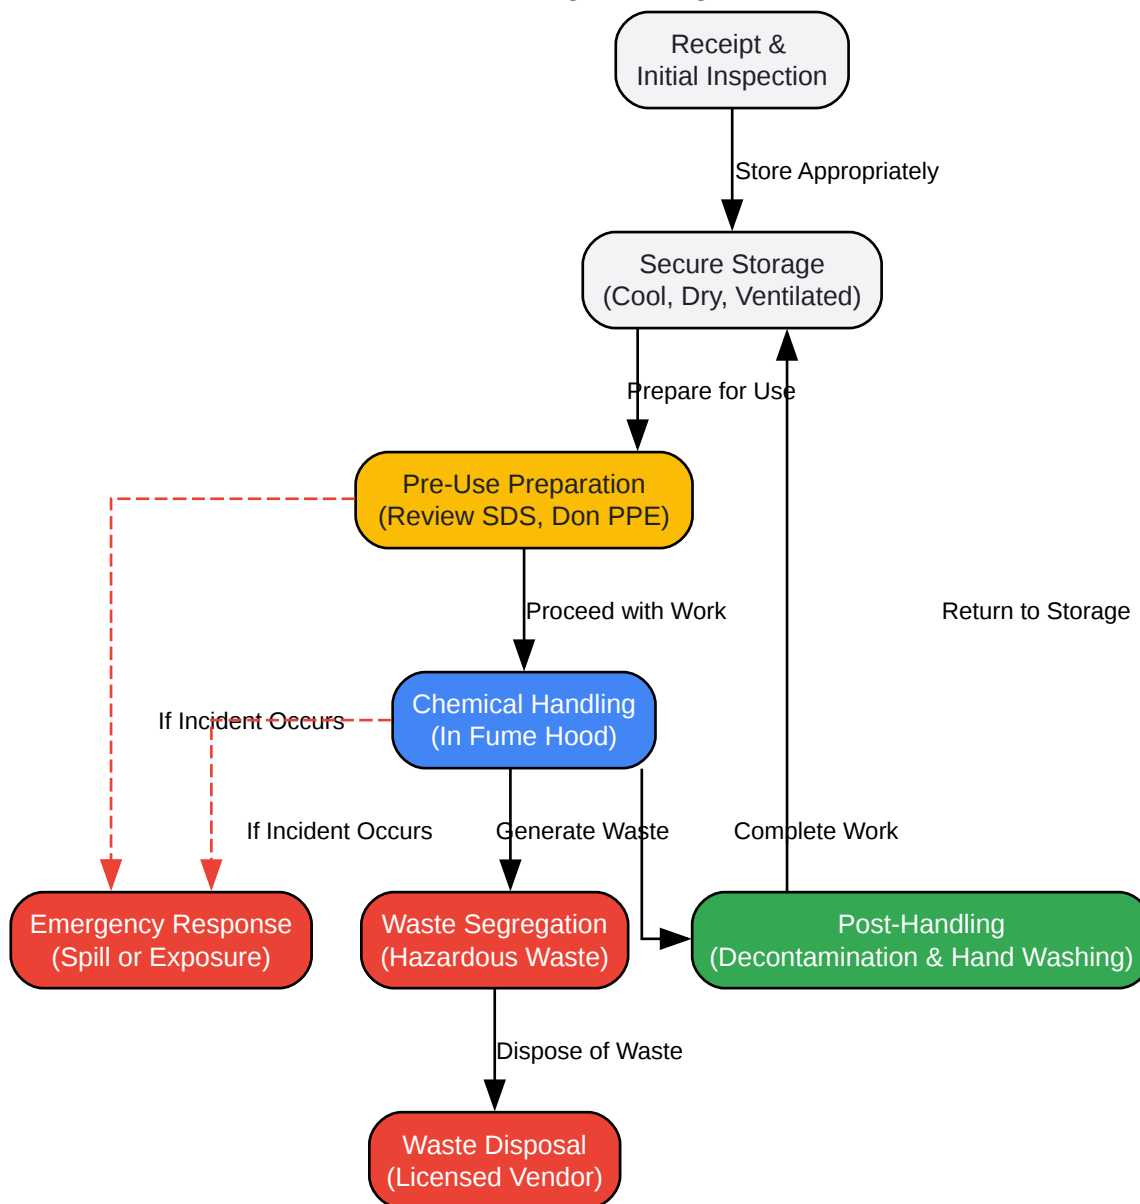 Receipt &
Initial Inspection
Store Appropriately
Secure Storage
(Cool, Dry, Ventilated)
Prepare for Use
Pre-Use Preparation
(Review SDS, Don PPE)
Proceed with Work
Return to Storage
Chemical Handling
(In Fume Hood)
If Incident Occurs
If Incident Occurs
Generate Waste
Complete Work
Emergency Response
(Spill or Exposure)
Waste Segregation
(Hazardous Waste)
Post-Handling
(Decontamination & Hand Washing)
Dispose of Waste
Waste Disposal
(Licensed Vendor)